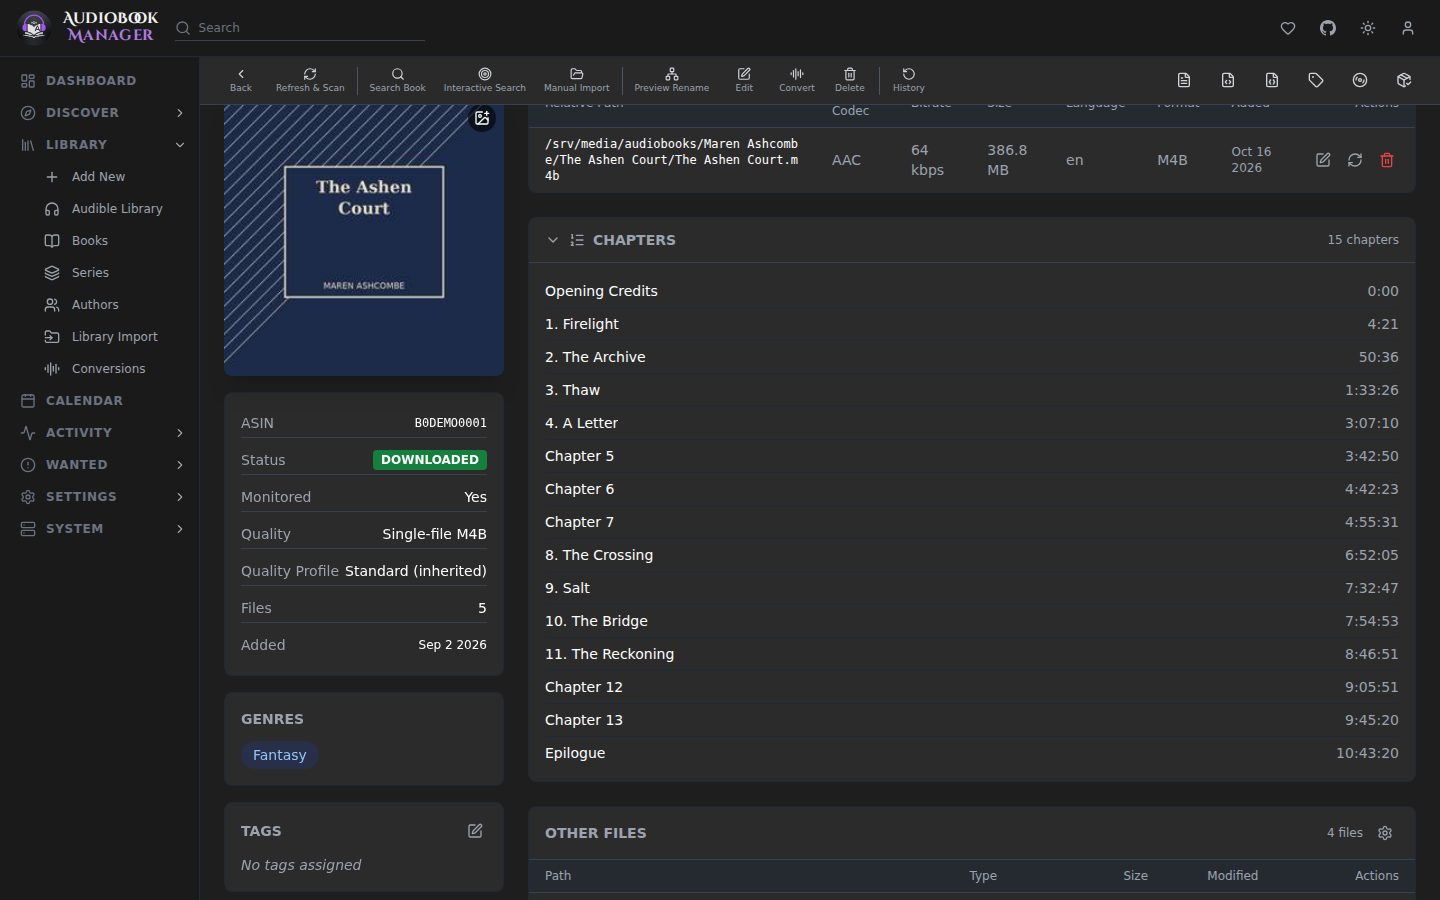 AUDIOBOOK
MANAGER
Search
DASHBOARD
DISCOVER
LIBRARY
Add New
Audible Library
Books
Series
Authors
Library Import
Conversions
CALENDAR
ACTIVITY
WANTED
SETTINGS
SYSTEM
Back
Refresh & Scan
Search Book
Interactive Search
Manual Import
Preview Rename
Edit
Convert
Delete
History
The Ashen
Court
MAREN ASHCOMBE
ASIN B0DEMO0001
Status DOWNLOADED
Monitored Yes
Quality Single-file M4B
Quality Profile Standard (inherited)
Files 5
Added Sep 2 2026
GENRES
Fantasy
TAGS
No tags assigned
Relative Path Codec Bitrate Size Language Format Added Actions
/srv/media/audiobooks/Maren Ashcomb
e/The Ashen Court/The Ashen Court.m
4b
AAC
64
kbps
386.8
MB
en
M4B
Oct 16
2026
CHAPTERS 15 chapters
Opening Credits 0:00
1. Firelight 4:21
2. The Archive 50:36
3. Thaw 1:33:26
4. A Letter 3:07:10
Chapter 5 3:42:50
Chapter 6 4:42:23
Chapter 7 4:55:31
8. The Crossing 6:52:05
9. Salt 7:32:47
10. The Bridge 7:54:53
11. The Reckoning 8:46:51
Chapter 12 9:05:51
Chapter 13 9:45:20
Epilogue 10:43:20
OTHER FILES 4 files
Path Type Size Modified Actions